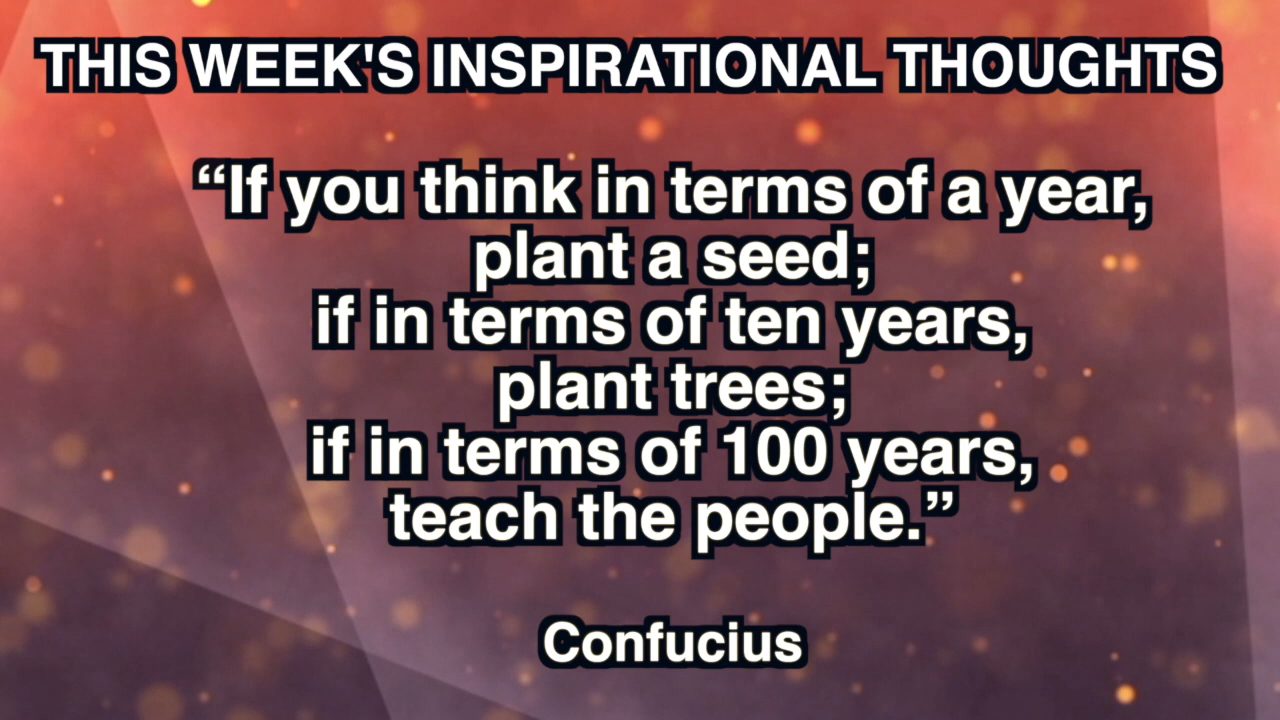 THIS WEEK'S INSPIRATIONAL THOUGHTS
“If you think in terms of a year,
plant a seed;
if in terms of ten years,
plant trees;
if in terms of 100 years,
teach the people.”
Confucius